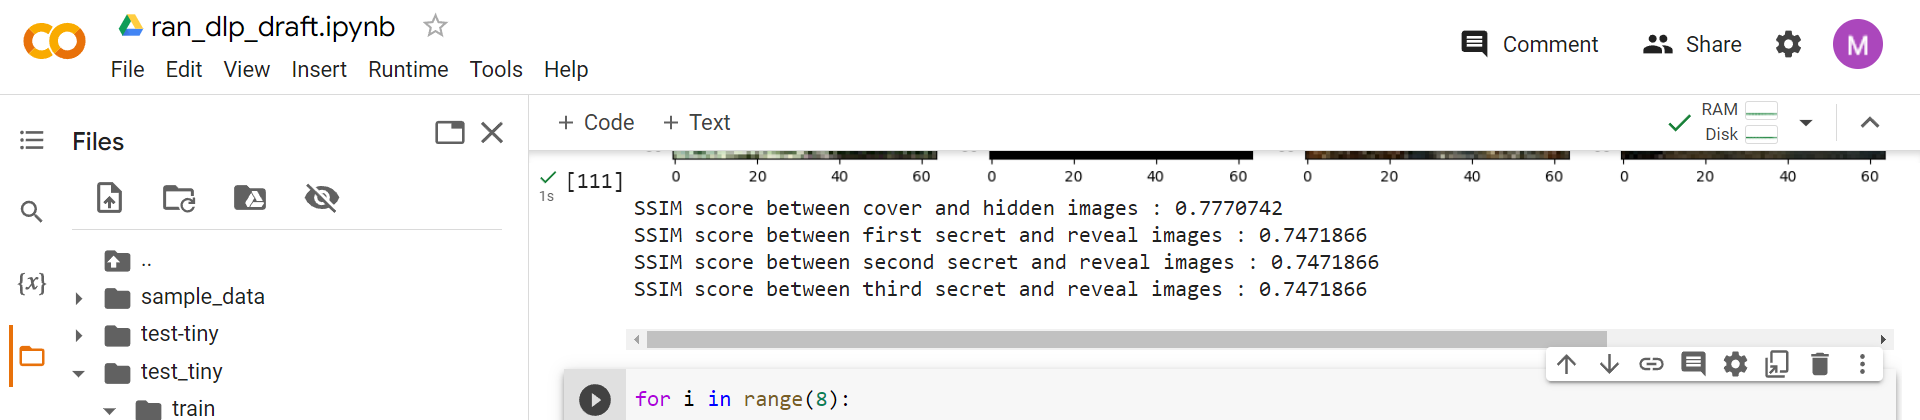 ran_dlp_draft.ipynb
File Edit View Insert Runtime Tools Help
Comment
Share
M
Files
..
sample_data
test-tiny
test_tiny
train
{x}
+ Code + Text
RAM
Disk
[111]
1s
0 20 40 60 0 20 40 60 0 20 40 60 0 20 40 60
SSIM score between cover and hidden images : 0.7770742
SSIM score between first secret and reveal images : 0.7471866
SSIM score between second secret and reveal images : 0.7471866
SSIM score between third secret and reveal images : 0.7471866
for i in range(8):